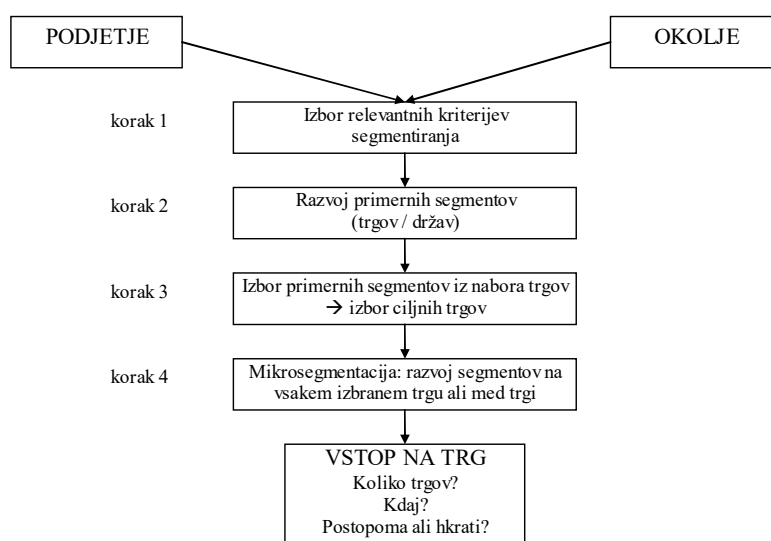 PODJETJE
OKOLJE
korak 1
Izbor relevantnih kriterijev
segmentiranja
korak 2
Razvoj primernih segmentov
(trgov / držav)
korak 3
Izbor primernih segmentov iz nabora trgov
→ izbor ciljnih trgov
korak 4
Mikrosegmentacija: razvoj segmentov na
vsakem izbranem trgu ali med trgi
VSTOP NA TRG
Koliko trgov?
Kdaj?
Postopoma ali hkrati?